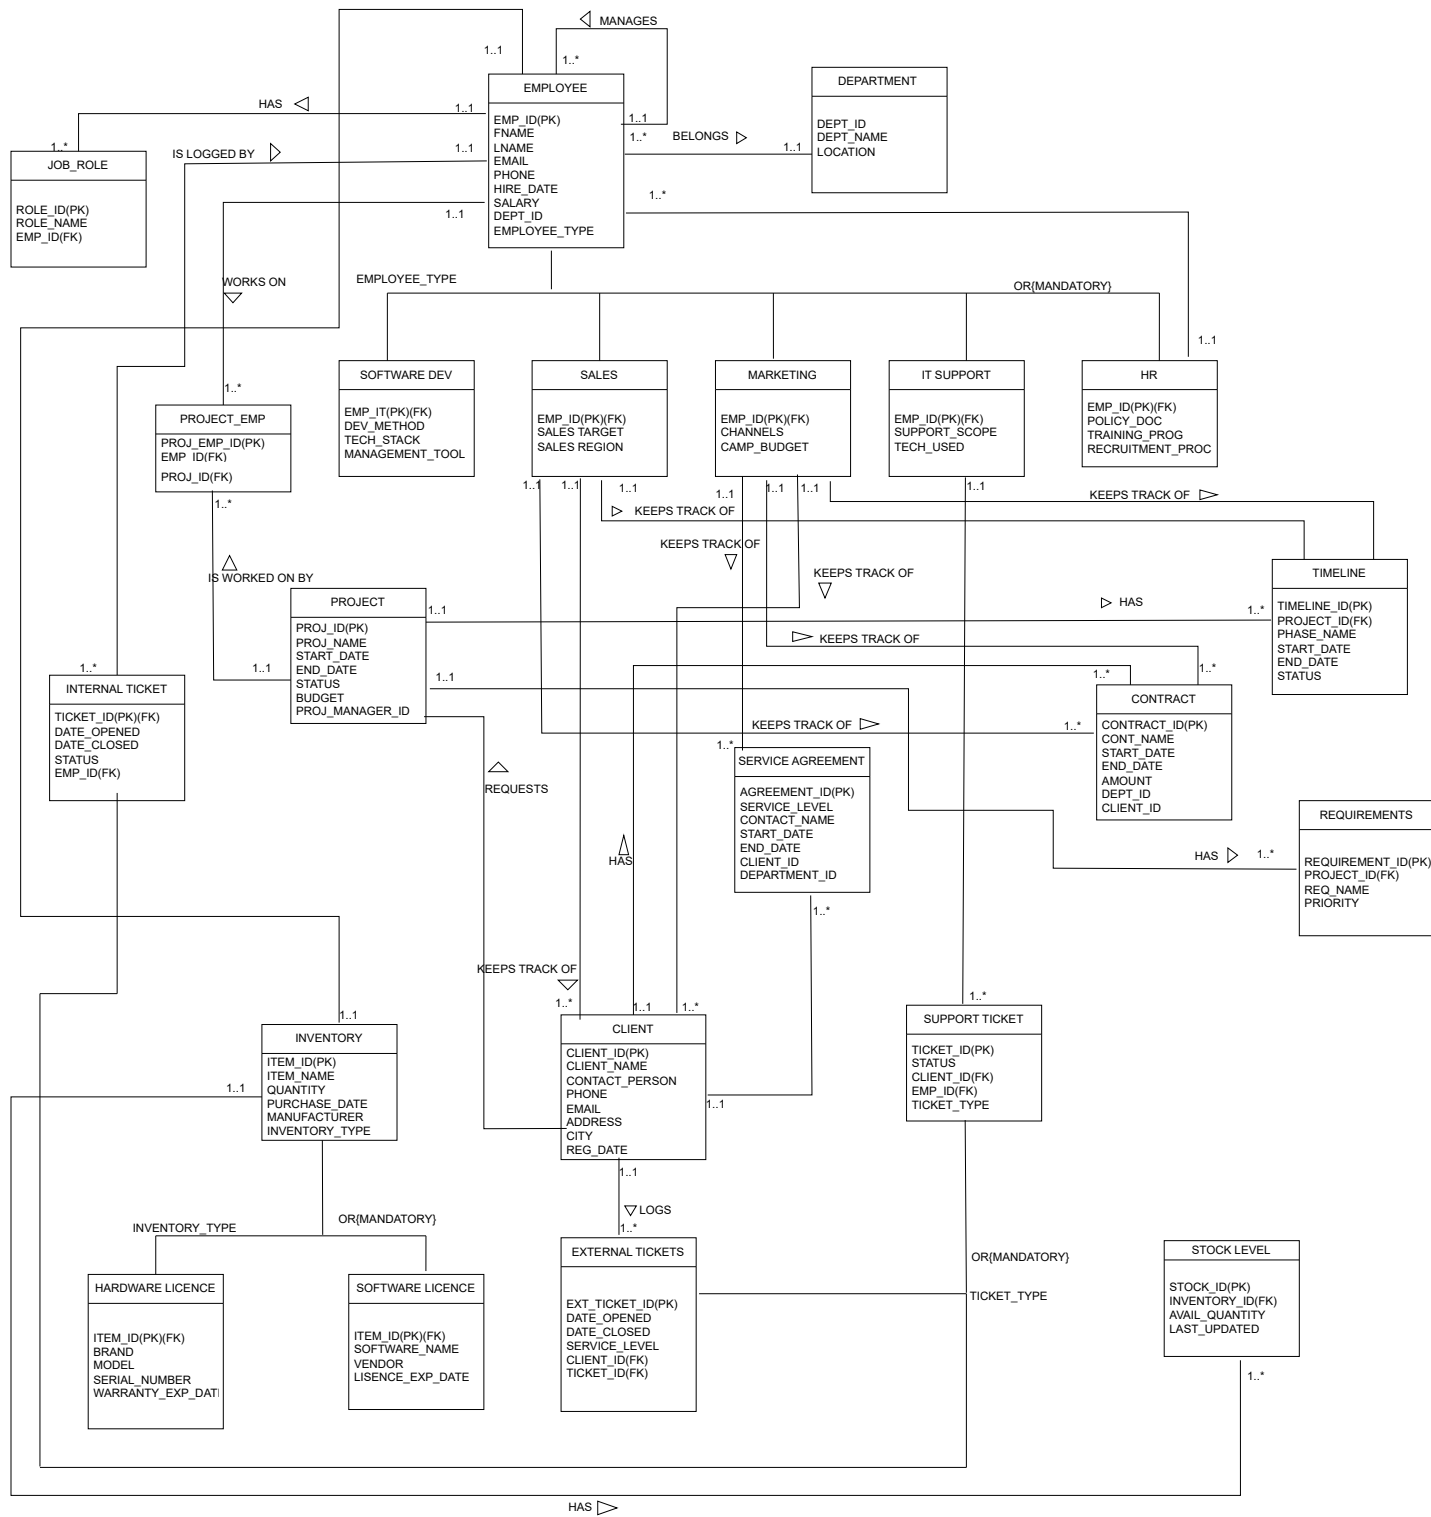 MANAGES
1..1
1..*
EMPLOYEE
EMP_ID(PK)
FNAME
LNAME
EMAIL
PHONE
HIRE_DATE
SALARY
DEPT_ID
EMPLOYEE_TYPE
DEPARTMENT
DEPT_ID
DEPT_NAME
LOCATION
HAS
1..1
1..1
1..*
BELONGS
1..1
1..*
JOB_ROLE
ROLE_ID(PK)
ROLE_NAME
EMP_ID(FK)
IS LOGGED BY
1..1
1..*
1..1
WORKS ON
EMPLOYEE_TYPE
OR{MANDATORY}
1..1
1..*
PROJECT_EMP
PROJ_EMP_ID(PK)
EMP_ID(FK)
PROJ_ID(FK)
1..*
SOFTWARE DEV
EMP_IT(PK)(FK)
DEV_METHOD
TECH_STACK
MANAGEMENT_TOOL
SALES
EMP_ID(PK)(FK)
SALES TARGET
SALES REGION
MARKETING
EMP_ID(PK)(FK)
CHANNELS
CAMP_BUDGET
IT SUPPORT
EMP_ID(PK)(FK)
SUPPORT_SCOPE
TECH_USED
HR
EMP_ID(PK)(FK)
POLICY_DOC
TRAINING_PROG
RECRUITMENT_PROC
1..1
1..1
1..1
1..1
1..1
1..1
1..1
KEEPS TRACK OF
KEEPS TRACK OF
KEEPS TRACK OF
KEEPS TRACK OF
IS WORKED ON BY
PROJECT
PROJ_ID(PK)
PROJ_NAME
START_DATE
END_DATE
STATUS
BUDGET
PROJ_MANAGER_ID
1..1
HAS
1..*
TIMELINE
TIMELINE_ID(PK)
PROJECT_ID(FK)
PHASE_NAME
START_DATE
END_DATE
STATUS
KEEPS TRACK OF
1..*
1..1
1..1
1..*
1..*
INTERNAL TICKET
TICKET_ID(PK)(FK)
DATE_OPENED
DATE_CLOSED
STATUS
EMP_ID(FK)
CONTRACT
CONTRACT_ID(PK)
CONT_NAME
START_DATE
END_DATE
AMOUNT
DEPT_ID
CLIENT_ID
KEEPS TRACK OF
1..*
1..*
SERVICE AGREEMENT
AGREEMENT_ID(PK)
SERVICE_LEVEL
CONTACT_NAME
START_DATE
END_DATE
CLIENT_ID
DEPARTMENT_ID
REQUESTS
REQUIREMENTS
REQUIREMENT_ID(PK)
PROJECT_ID(FK)
REQ_NAME
PRIORITY
HAS
HAS
1..*
1..*
KEEPS TRACK OF
1..*
1..1
1..*
1..*
1..1
INVENTORY
ITEM_ID(PK)
ITEM_NAME
QUANTITY
PURCHASE_DATE
MANUFACTURER
INVENTORY_TYPE
1..1
CLIENT
CLIENT_ID(PK)
CLIENT_NAME
CONTACT_PERSON
PHONE
EMAIL
ADDRESS
CITY
REG_DATE
1..1
SUPPORT TICKET
TICKET_ID(PK)
STATUS
CLIENT_ID(FK)
EMP_ID(FK)
TICKET_TYPE
1..1
LOGS
1..*
INVENTORY_TYPE
OR{MANDATORY}
EXTERNAL TICKETS
EXT_TICKET_ID(PK)
DATE_OPENED
DATE_CLOSED
SERVICE_LEVEL
CLIENT_ID(FK)
TICKET_ID(FK)
OR{MANDATORY}
TICKET_TYPE
STOCK LEVEL
STOCK_ID(PK)
INVENTORY_ID(FK)
AVAIL_QUANTITY
LAST_UPDATED
1..*
HARDWARE LICENCE
ITEM_ID(PK)(FK)
BRAND
MODEL
SERIAL_NUMBER
WARRANTY_EXP_DAT
SOFTWARE LICENCE
ITEM_ID(PK)(FK)
SOFTWARE_NAME
VENDOR
LISENCE_EXP_DATE
HAS